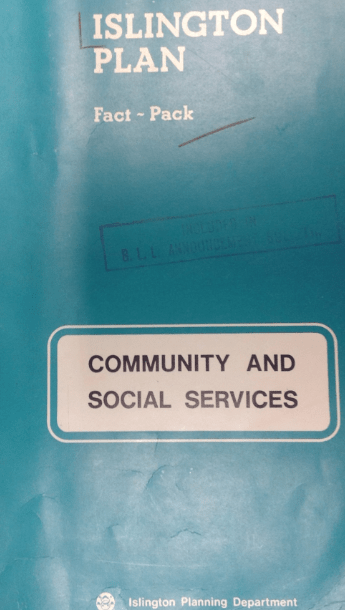 ISLINGTON
PLAN
Fact ~ Pack
B. L. L.
COMMUNITY AND
SOCIAL SERVICES
Islington Planning Department